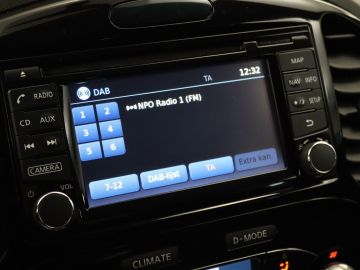 DAB TA 12:32
NPO Radio 1 (FM)
1 2
3 4
5 6
7-12 DAB-lijst TA Extra kan.
RADIO
CD AUX
CAMERA
VOL
MAP
NAV INFO
SETUP
CLIMATE D-MODE